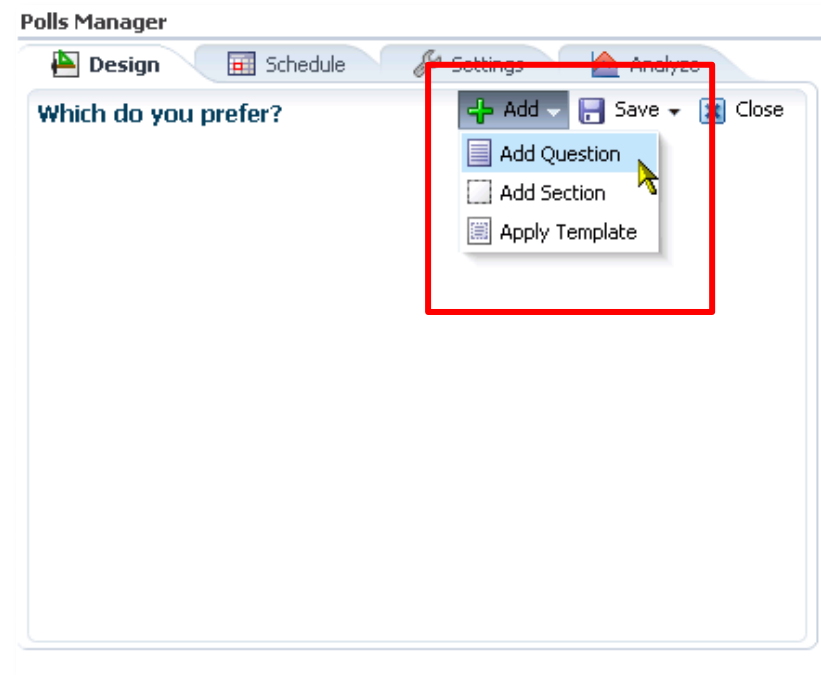 Polls Manager
Design Schedule Settings Analyze
Which do you prefer? Add Save Close
Add Question
Add Section
Apply Template